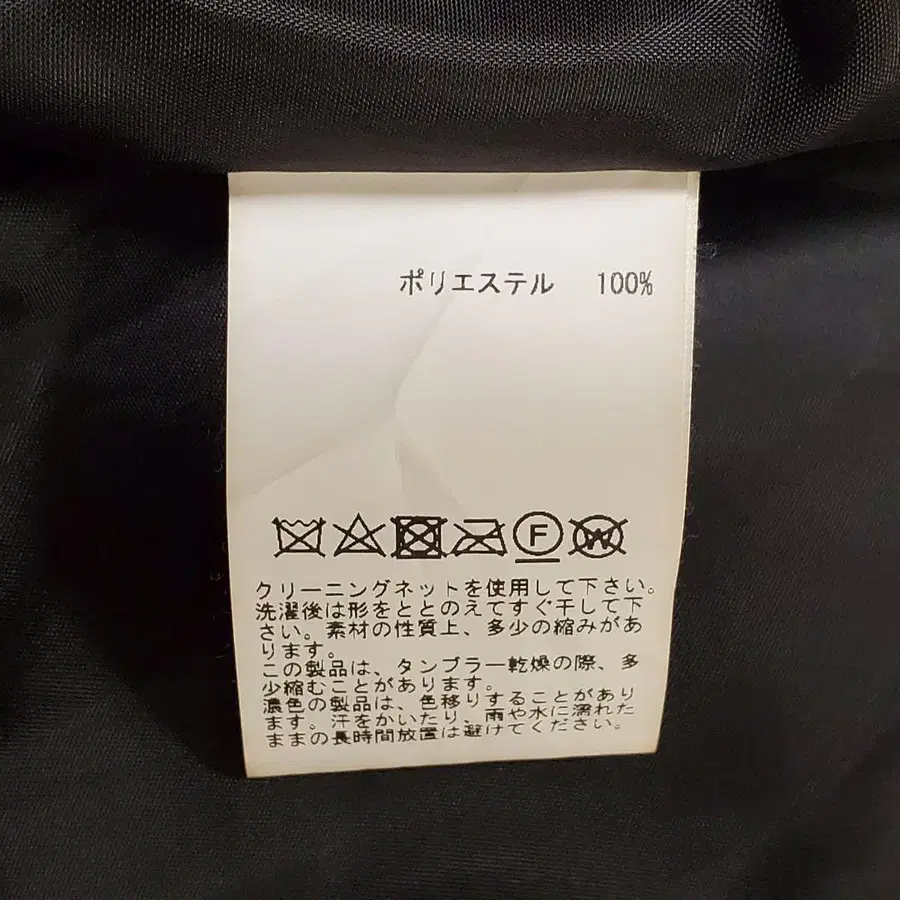 ポリエステル 100%
F W
クリーニングネットを使用して下さい。
洗濯後は形をととのえてすぐ干して下
さい。素材の性質上、多少の縮みがあ
ります。
この製品は、タンブラー乾燥の際、多
少縮むことがあります。
濃色の製品は、色移りすることがあり
ます。汗をかいたり、雨や水に濡れた
ままの長時間放置は避けてください。